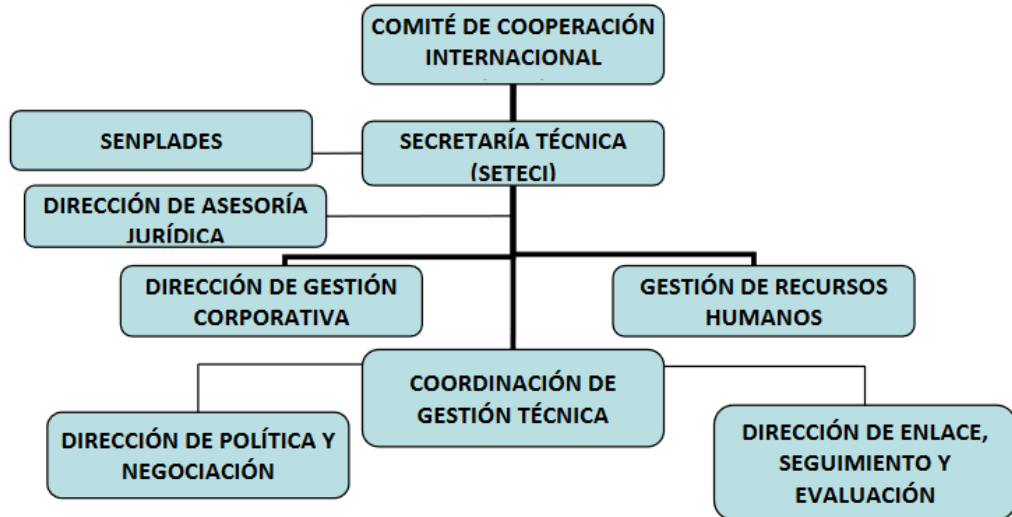 COMITÉ DE COOPERACIÓN
INTERNACIONAL
SENPLADES
SECRETARÍA TÉCNICA
(SETECI)
DIRECCIÓN DE ASESORÍA
JURÍDICA
DIRECCIÓN DE GESTIÓN
CORPORATIVA
GESTIÓN DE RECURSOS
HUMANOS
COORDINACIÓN DE
GESTIÓN TÉCNICA
DIRECCIÓN DE POLÍTICA Y
NEGOCIACIÓN
DIRECCIÓN DE ENLACE,
SEGUIMIENTO Y
EVALUACIÓN